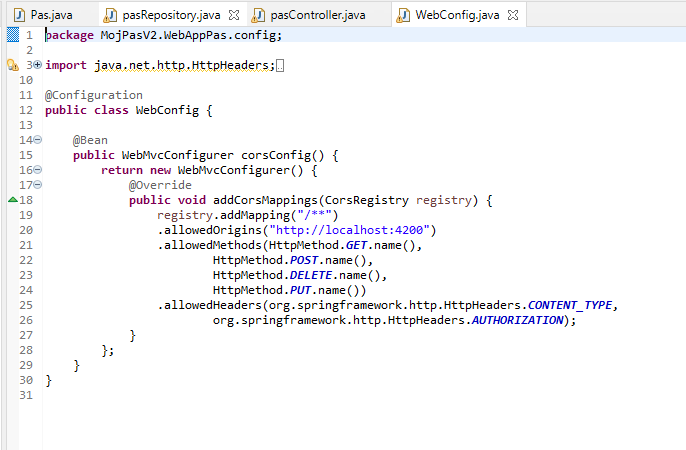 Pas.java pasRepository.java pasController.java WebConfig.java
1 package MojPasV2.WebAppPas.config;
2
3 import java.net.http.HttpHeaders;
10
11 @Configuration
12 public class WebConfig {
13
14 @Bean
15 public WebMvcConfigurer corsConfig() {
16 return new WebMvcConfigurer() {
17 @Override
18 public void addCorsMappings(CorsRegistry registry) {
19 registry.addMapping("/**")
20 .allowedOrigins("http://localhost:4200")
21 .allowedMethods(HttpMethod.GET.name(),
22 HttpMethod.POST.name(),
23 HttpMethod.DELETE.name(),
24 HttpMethod.PUT.name())
25 .allowedHeaders(org.springframework.http.HttpHeaders.CONTENT_TYPE,
26 org.springframework.http.HttpHeaders.AUTHORIZATION);
27 }
28 };
29 }
30 }
31